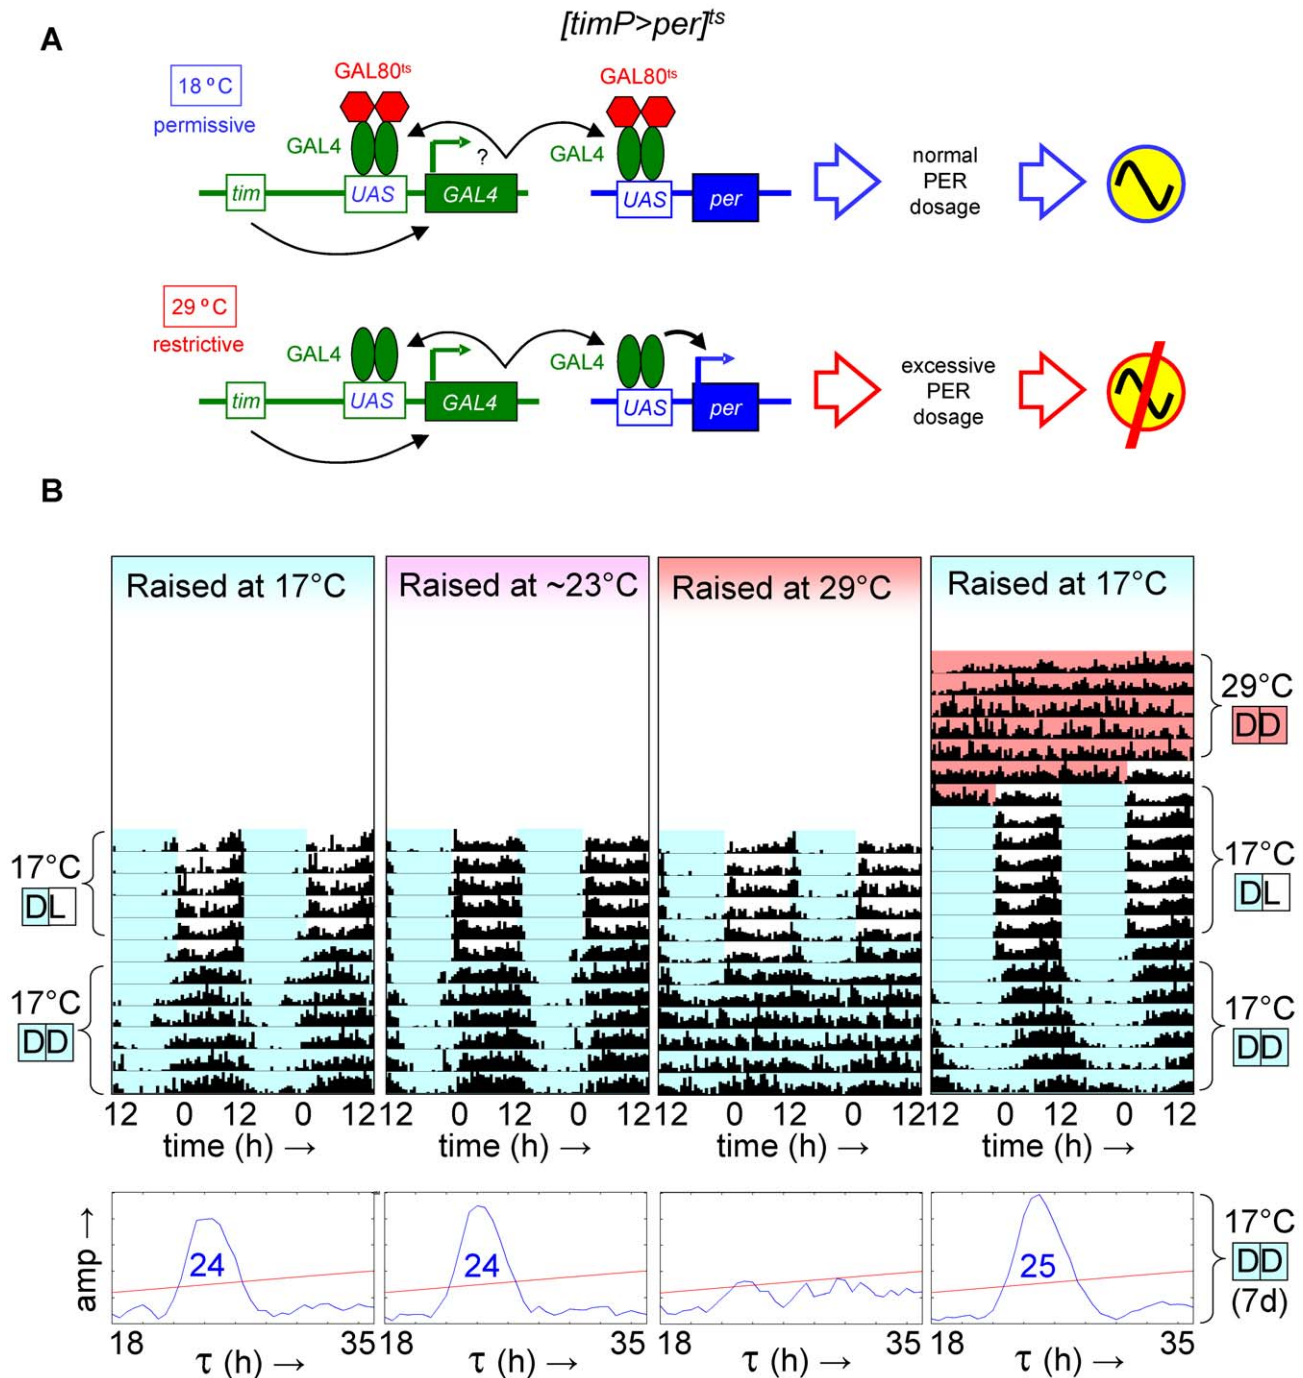 [timP>per]ts
A
18 ºC
permissive
GAL80ts
GAL80ts
GAL4
GAL4
?
tim
UAS
GAL4
UAS
per
normal
PER
dosage
29 ºC
restrictive
GAL4
GAL4
tim
UAS
GAL4
UAS
per
excessive
PER
dosage
B
Raised at 17°C
Raised at ~23°C
Raised at 29°C
Raised at 17°C
29°C
DD
17°C
DL
17°C
DL
17°C
DD
17°C
DD
12 0 12 0 12
12 0 12 0 12
12 0 12 0 12
12 0 12 0 12
time (h) →
time (h) →
time (h) →
time (h) →
amp →
24
24
25
17°C
DD
(7d)
18 35
18 35
18 35
18 35
τ (h) →
τ (h) →
τ (h) →
τ (h) →